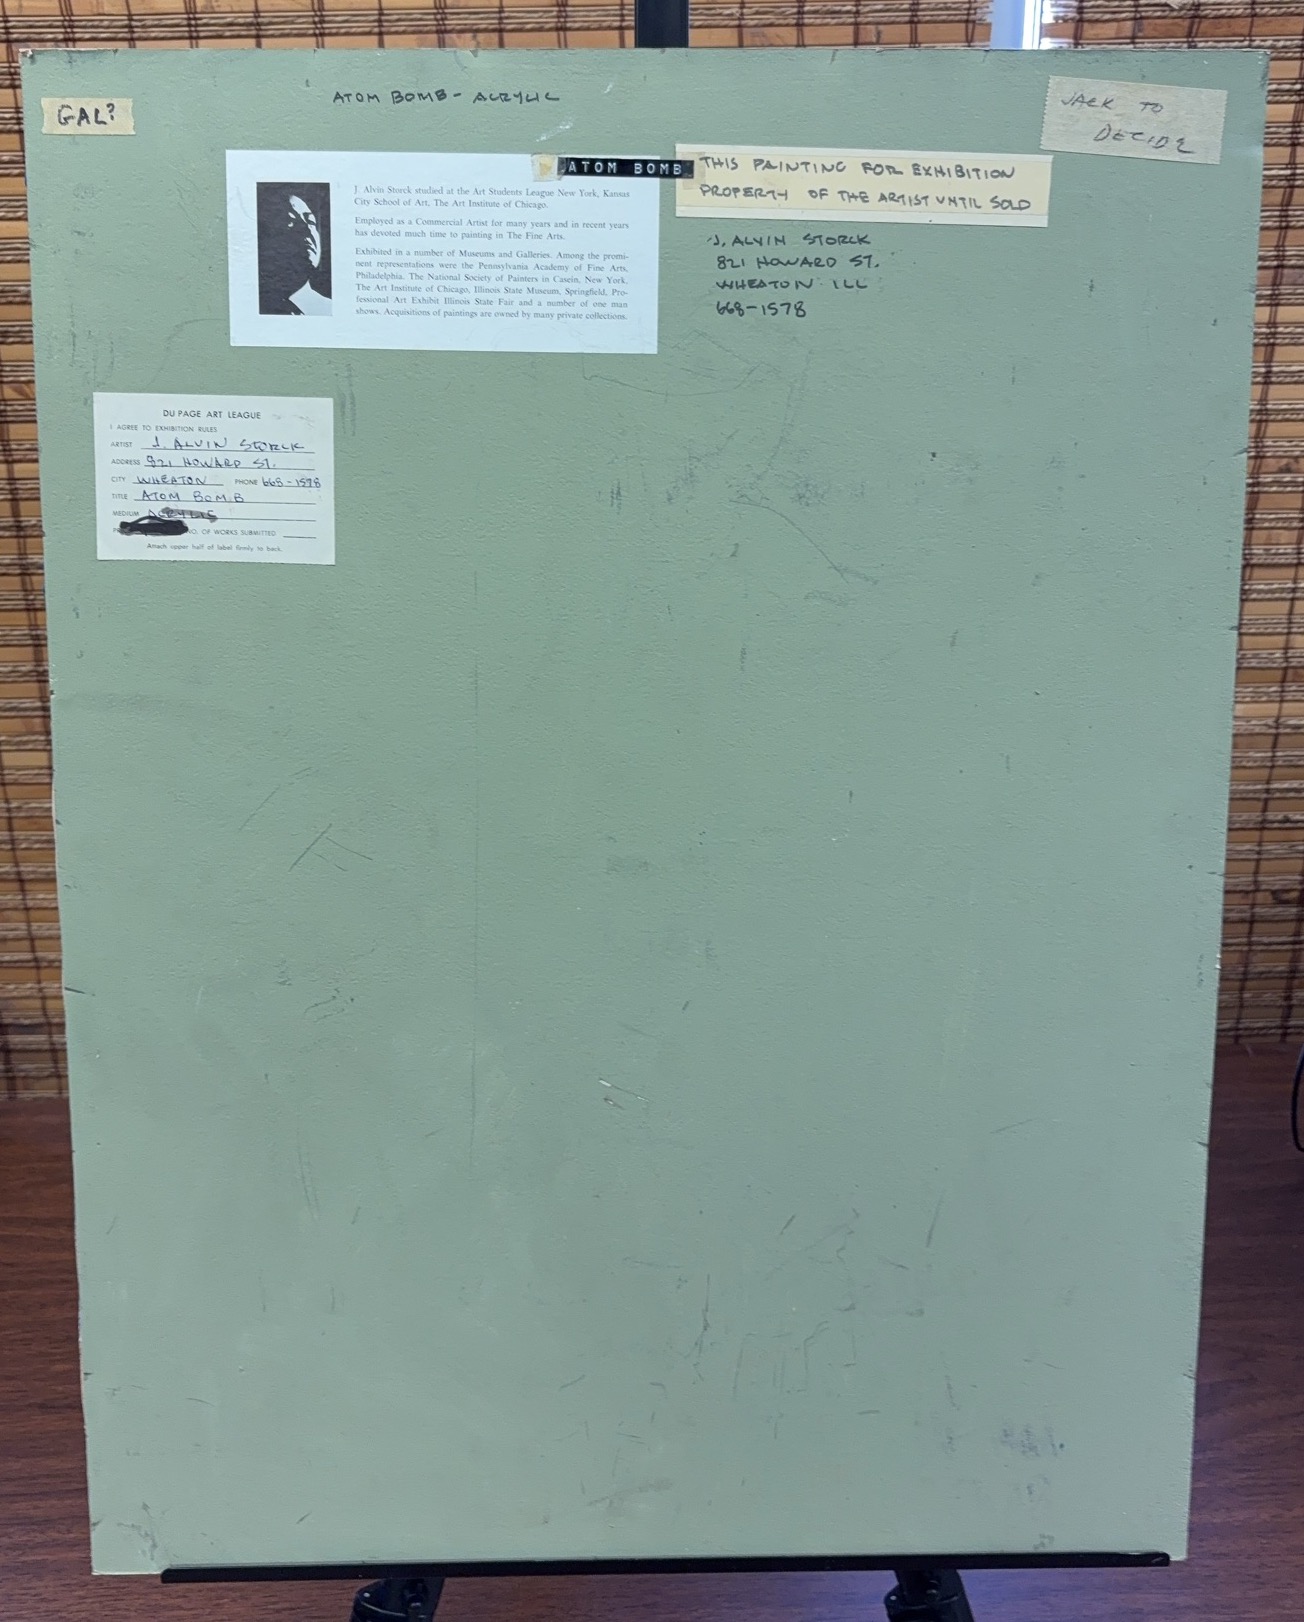 ATOM BOMB - ACRYLIC
GAL?
JACK TO
DECIDE
ATOM BOMB
THIS PAINTING FOR EXHIBITION
PROPERTY OF THE ARTIST UNTIL SOLD
J. Alvin Storck studied at the Art Students League New York, Kansas
City School of Art, The Art Institute of Chicago.
Employed as a Commercial Artist for many years and in recent years
has devoted much time to painting in The Fine Arts.
Exhibited in a number of Museums and Galleries. Among the promi-
nent representations were the Pennsylvania Academy of Fine Arts,
Philadelphia, The National Society of Painters in Casein, New York,
The Art Institute of Chicago, Illinois State Museum, Springfield, Pro-
fessional Art Exhibit Illinois State Fair and a number of one man
shows. Acquisitions of paintings are owned by many private collections.
J. ALVIN STORCK
821 HOWARD ST.
WHEATON ILL
668-1578
DU PAGE ART LEAGUE
I AGREE TO EXHIBITION RULES
ARTIST J. ALVIN STORCK
ADDRESS 821 HOWARD ST.
CITY WHEATON PHONE 668-1578
TITLE ATOM BOMB
MEDIUM ACRYLIC
NO. OF WORKS SUBMITTED
Attach upper half of label firmly to back.